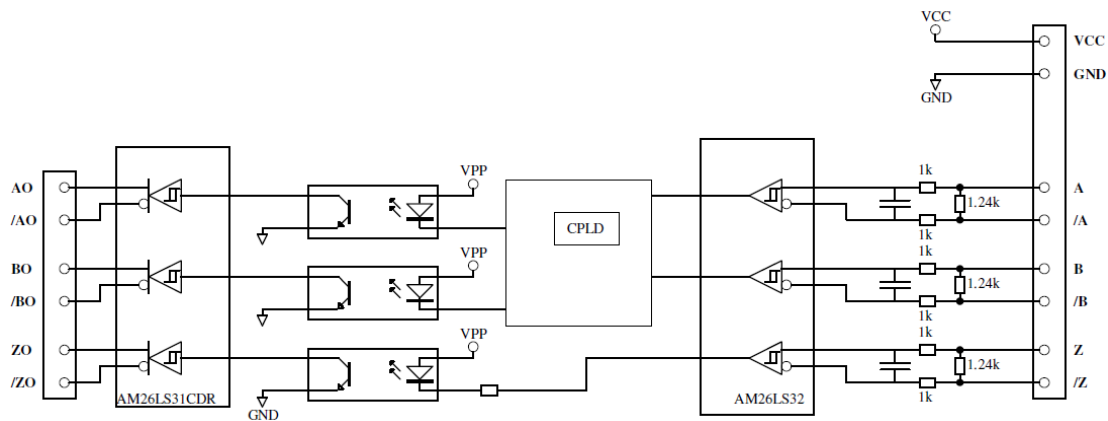 VCC
VCC
GND
GND
AO
/AO
BO
/BO
ZO
/ZO
AM26LS31CDR
GND
VPP
VPP
VPP
CPLD
AM26LS32
1k
1k
1.24k
A
/A
1k
1k
1.24k
B
/B
1k
1k
1.24k
Z
/Z